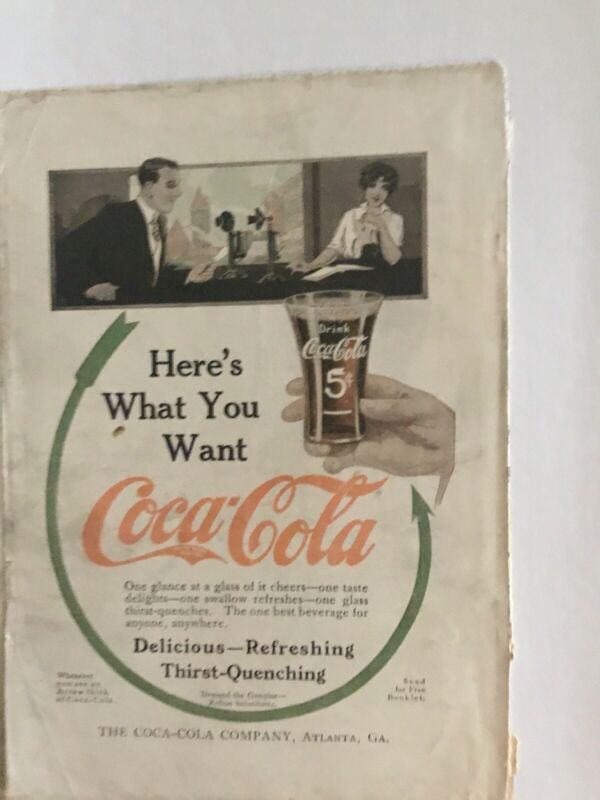 Drink
Coca-Cola
5¢
Here's
What You
Want
Coca-Cola
One glance at a glass of it cheers—one taste
delights—one swallow refreshes—one glass
thirst-quenches. The one best beverage for
anyone, anywhere.
Delicious—Refreshing
Thirst-Quenching
Demand the Genuine—
Refuse Substitutes.
Whenever
you see an
Arrow think
of Coca-Cola.
Send
for Free
Booklet.
THE COCA-COLA COMPANY, ATLANTA, GA.